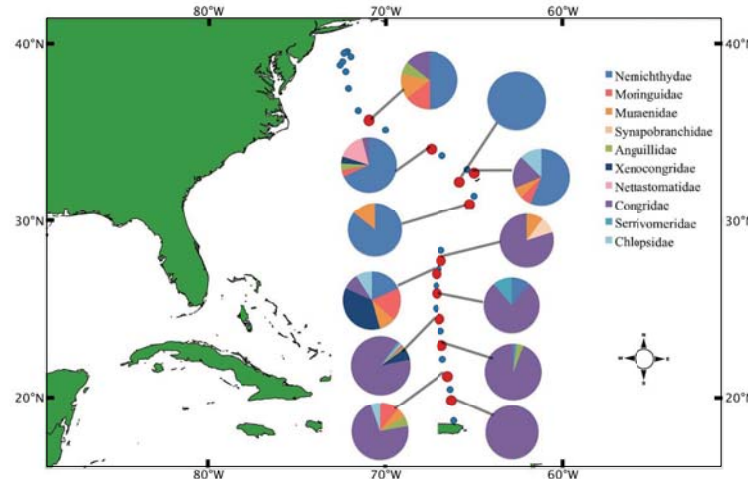 80°W 70°W 60°W
40°N 40°N
Nemichthydae
Moringuidae
Muraenidae
Synapobranchidae
Anguillidae
Xenocongridae
Nettastomatidae
Congridae
Serrivomeridae
Chlopsidae
30°N 30°N
20°N 20°N
80°W 70°W 60°W